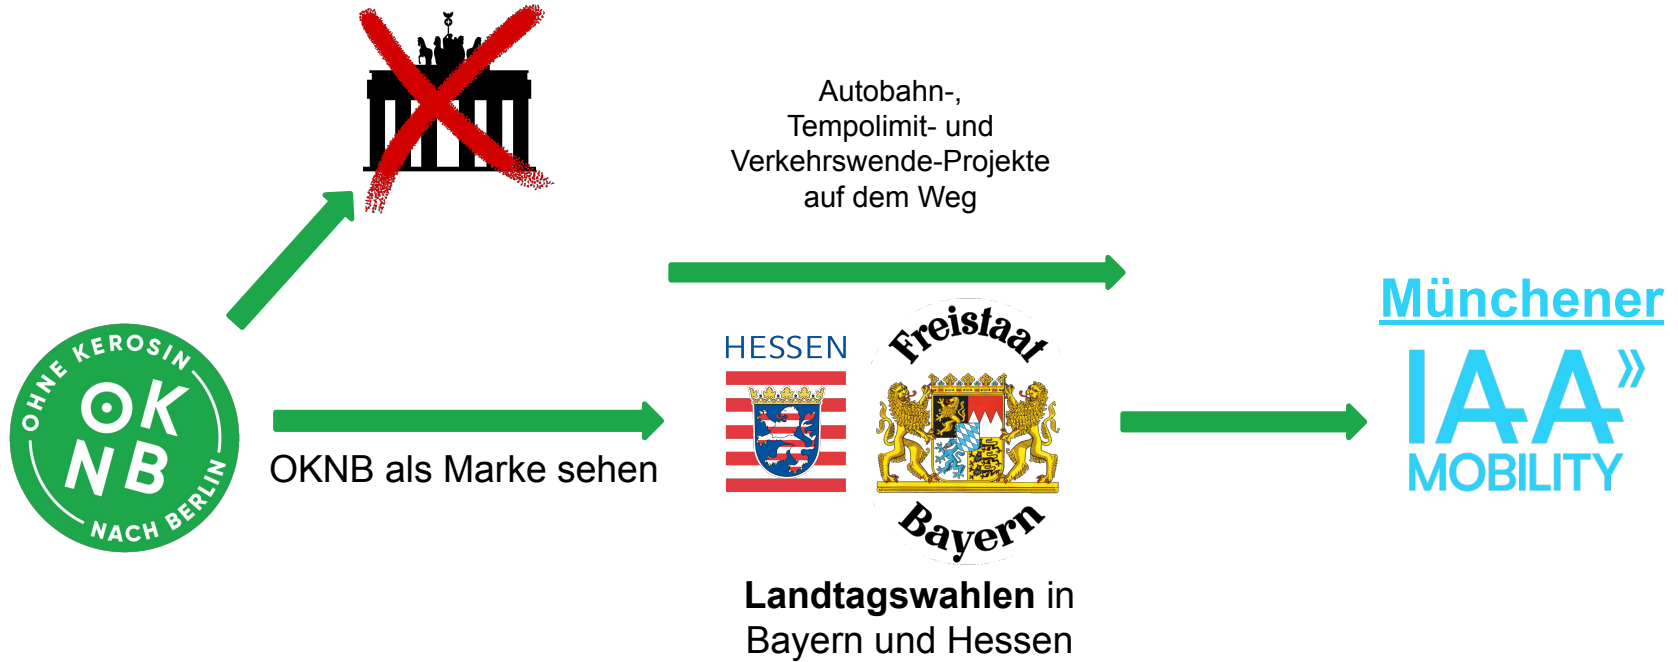 Autobahn-,
Tempolimit- und
Verkehrswende-Projekte
auf dem Weg
OHNE KEROSIN
OK
NB
NACH BERLIN
OKNB als Marke sehen
HESSEN
Freistaat
Bayern
Landtagswahlen in
Bayern und Hessen
Münchener
IAA»
MOBILITY